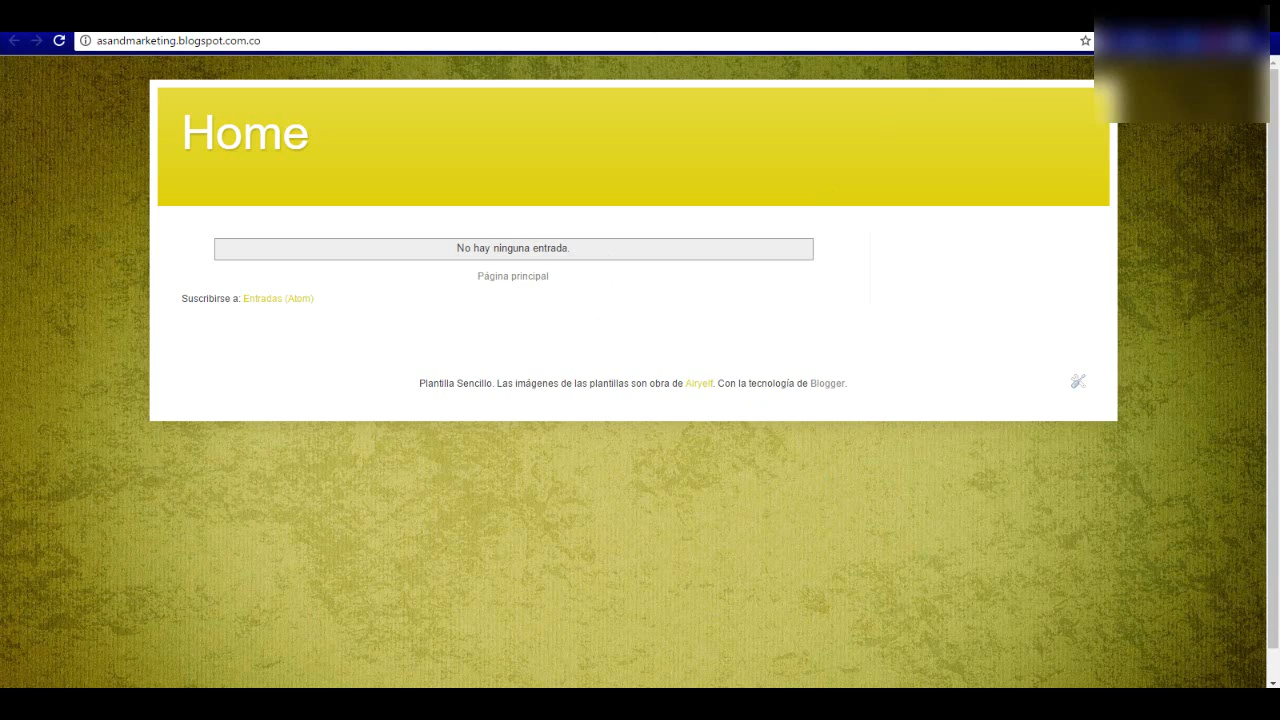 asandmarketing.blogspot.com.co
Home
No hay ninguna entrada.
Página principal
Suscribirse a: Entradas (Atom)
Plantilla Sencillo. Las imágenes de las plantillas son obra de Airyelf. Con la tecnología de Blogger.